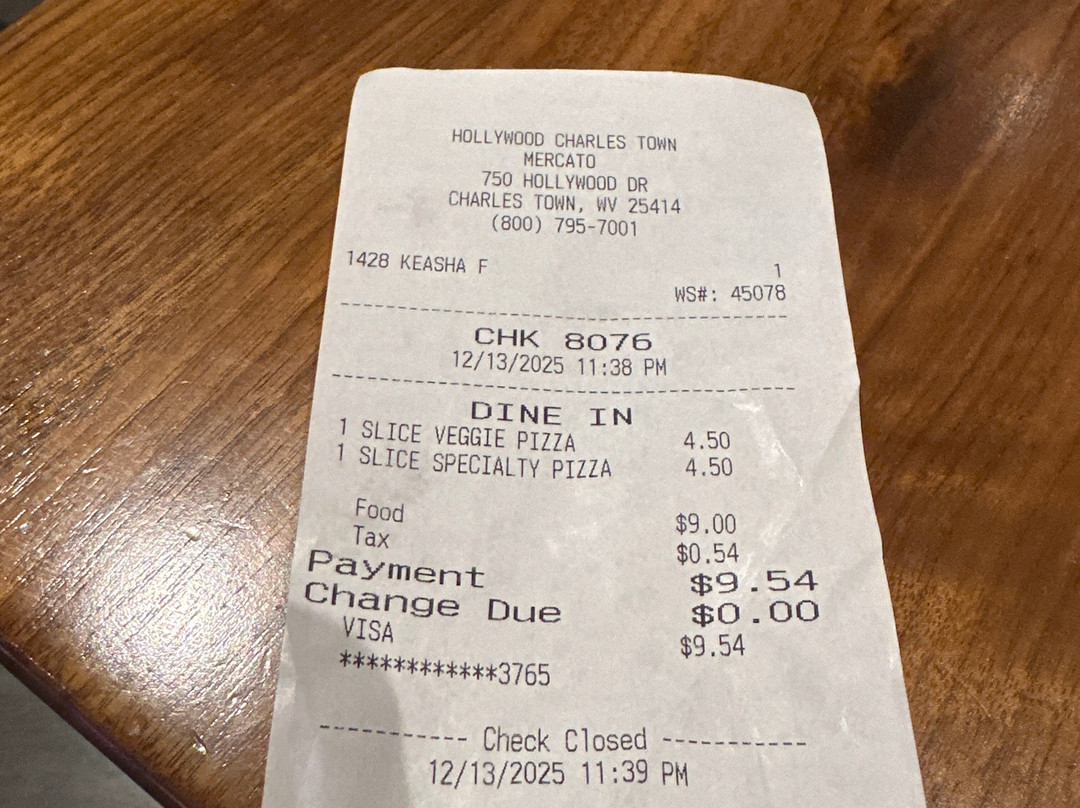 HOLLYWOOD CHARLES TOWN
MERCATO
750 HOLLYWOOD DR
CHARLES TOWN, WV 25414
(800) 795-7001
1428 KEASHA F 1
WS#: 45078
--------------------------------
CHK 8076
12/13/2025 11:38 PM
--------------------------------
DINE IN
1 SLICE VEGGIE PIZZA 4.50
1 SLICE SPECIALTY PIZZA 4.50
Food $9.00
Tax $0.54
Payment $9.54
Change Due $0.00
VISA $9.54
************3765
----------- Check Closed -----------
12/13/2025 11:39 PM